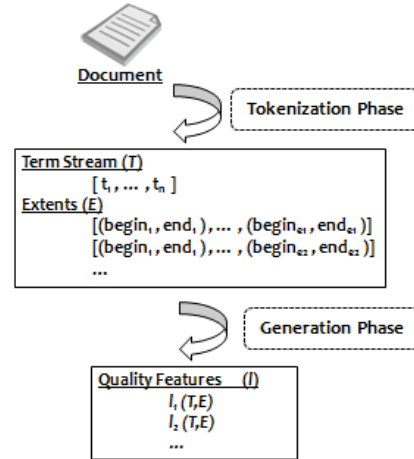 Document
Tokenization Phase
Term Stream (T)
[ t₁ , ... , tₙ ]
Extents (E)
[(begin₁ , end₁ ), ... , (beginₑ₁ , endₑ₁ )]
[(begin₁ , end₁ ), ... , (beginₑ₂ , endₑ₂ )]
...
Generation Phase
Quality Features (l)
l₁ (T,E)
l₂ (T,E)
...